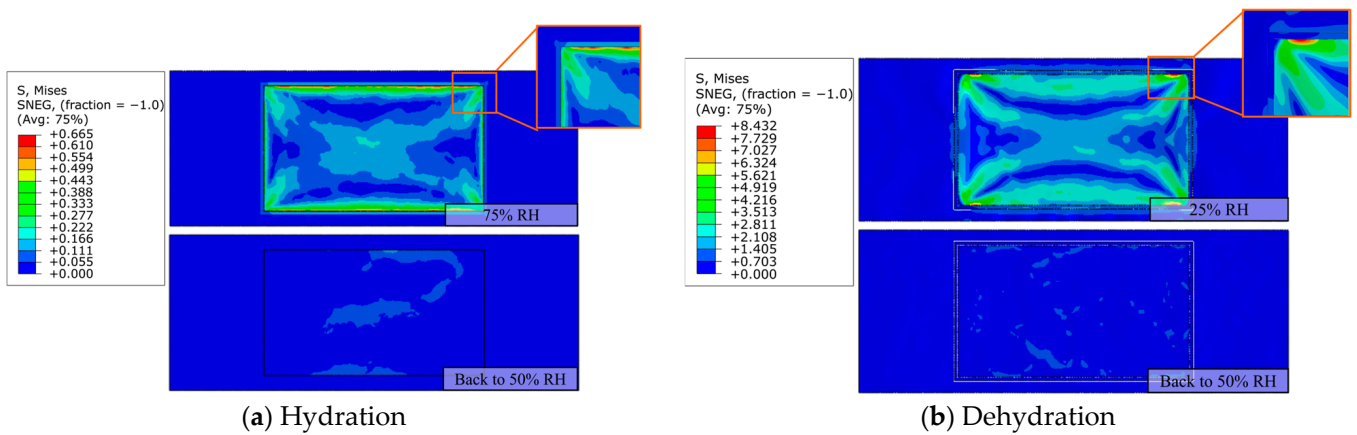 S, Mises
SNEG, (fraction = −1.0)
(Avg: 75%)
+0.665
+0.610
+0.554
+0.499
+0.443
+0.388
+0.333
+0.277
+0.222
+0.166
+0.111
+0.055
+0.000
75% RH
Back to 50% RH
(a) Hydration
S, Mises
SNEG, (fraction = −1.0)
(Avg: 75%)
+8.432
+7.729
+7.027
+6.324
+5.621
+4.919
+4.216
+3.513
+2.811
+2.108
+1.405
+0.703
+0.000
25% RH
Back to 50% RH
(b) Dehydration